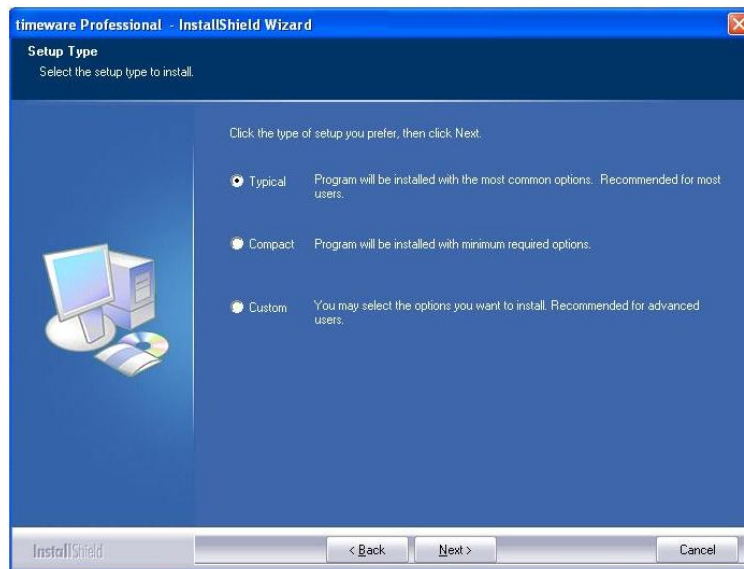 timeware Professional - InstallShield Wizard
Setup Type
Select the setup type to install.
Click the type of setup you prefer, then click Next.
Typical
Program will be installed with the most common options. Recommended for most
users.
Compact
Program will be installed with minimum required options.
Custom
You may select the options you want to install. Recommended for advanced
users.
InstallShield
< Back
Next >
Cancel